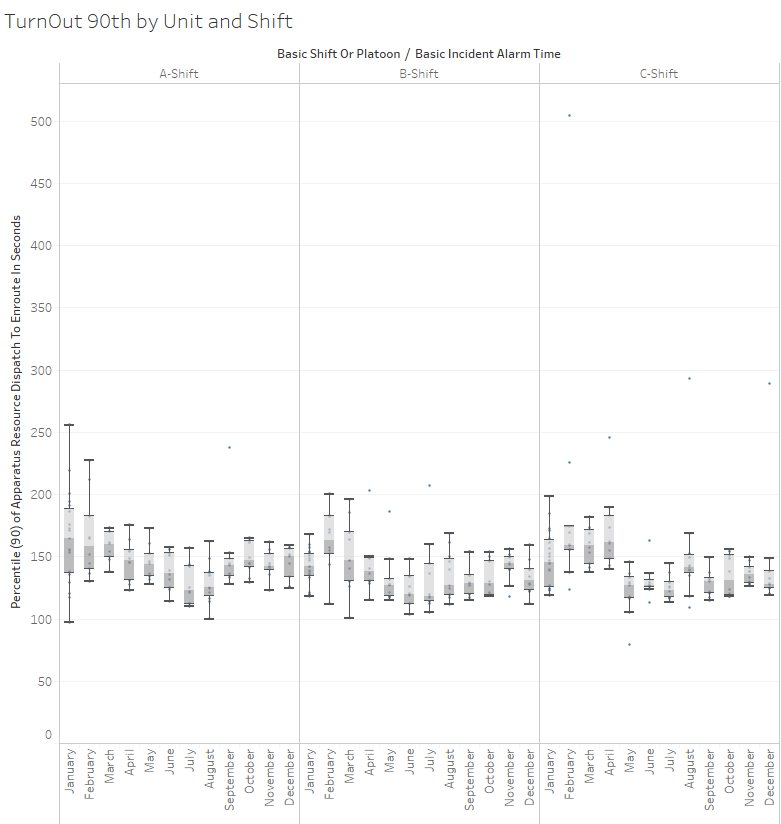 TurnOut 90th by Unit and Shift
Basic Shift Or Platoon / Basic Incident Alarm Time
A-Shift B-Shift C-Shift
Percentile (90) of Apparatus Resource Dispatch To Enroute In Seconds
500
450
400
350
300
250
200
150
100
50
0
January February March April May June July August September October November December January February March April May June July August September October November December January February March April May June July August September October November December